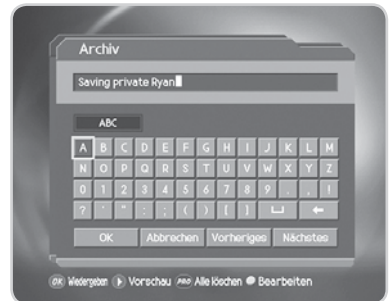 Archiv
Saving private Ryan
ABC
A B C D E F G H I J K L M
N O P Q R S T U V W X Y Z
0 1 2 3 4 5 6 7 8 9 . , !
? ' " : ; ( ) [ ]
OK Abbrechen Vorheriges Nächstes
OK Wiedergeben Vorschau PRO Alle löschen Bearbeiten